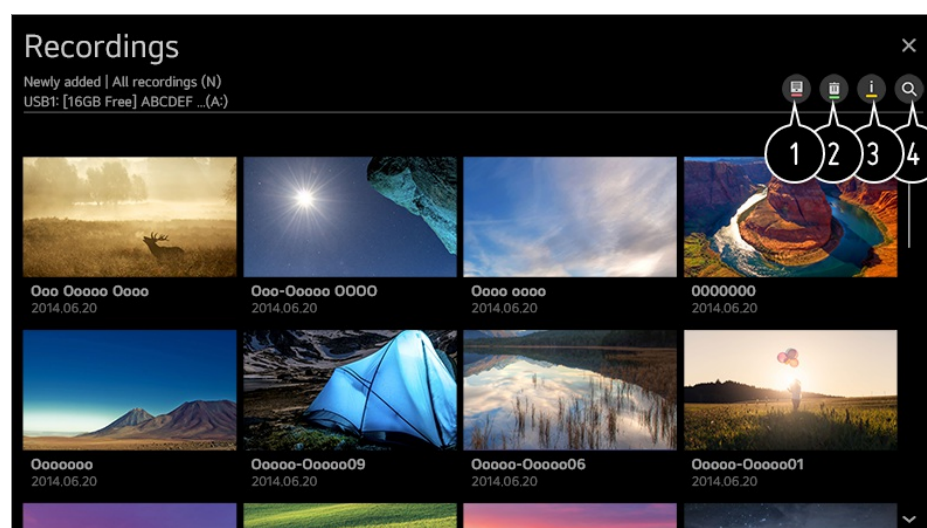 Recordings
Newly added | All recordings (N)
USB1: [16GB Free] ABCDEF ...(A:)
i
1 2 3 4
Ooo Ooooo Oooo
2014.06.20
Ooo-Ooooo OOOO
2014.06.20
Oooo oooo
2014.06.20
0000000
2014.06.20
Ooooooo
2014.06.20
Ooooo-Ooooo09
2014.06.20
Ooooo-Ooooo06
2014.06.20
Ooooo-Ooooo01
2014.06.20